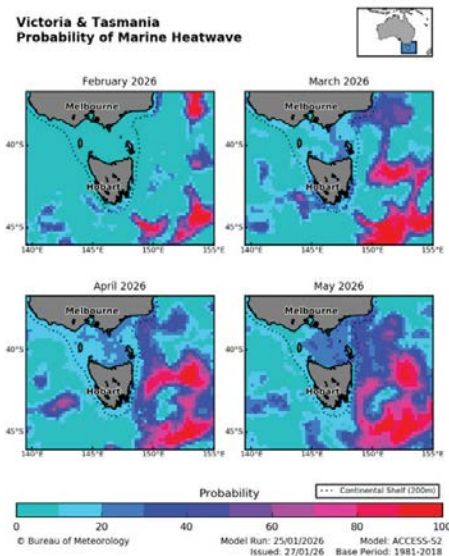 Victoria & Tasmania
Probability of Marine Heatwave
February 2026
March 2026
Melbourne
Hobart
40°S
45°S
140°E
145°E
150°E
155°E
Melbourne
Hobart
40°S
45°S
140°E
145°E
150°E
155°E
April 2026
May 2026
Melbourne
Hobart
40°S
45°S
140°E
145°E
150°E
155°E
Melbourne
Hobart
40°S
45°S
140°E
145°E
150°E
155°E
Probability
Continental Shelf (200m)
0 20 40 60 80 100
© Bureau of Meteorology
Model Run: 25/01/2026 Model: ACCESS-S2
Issued: 27/01/26 Base Period: 1981-2018